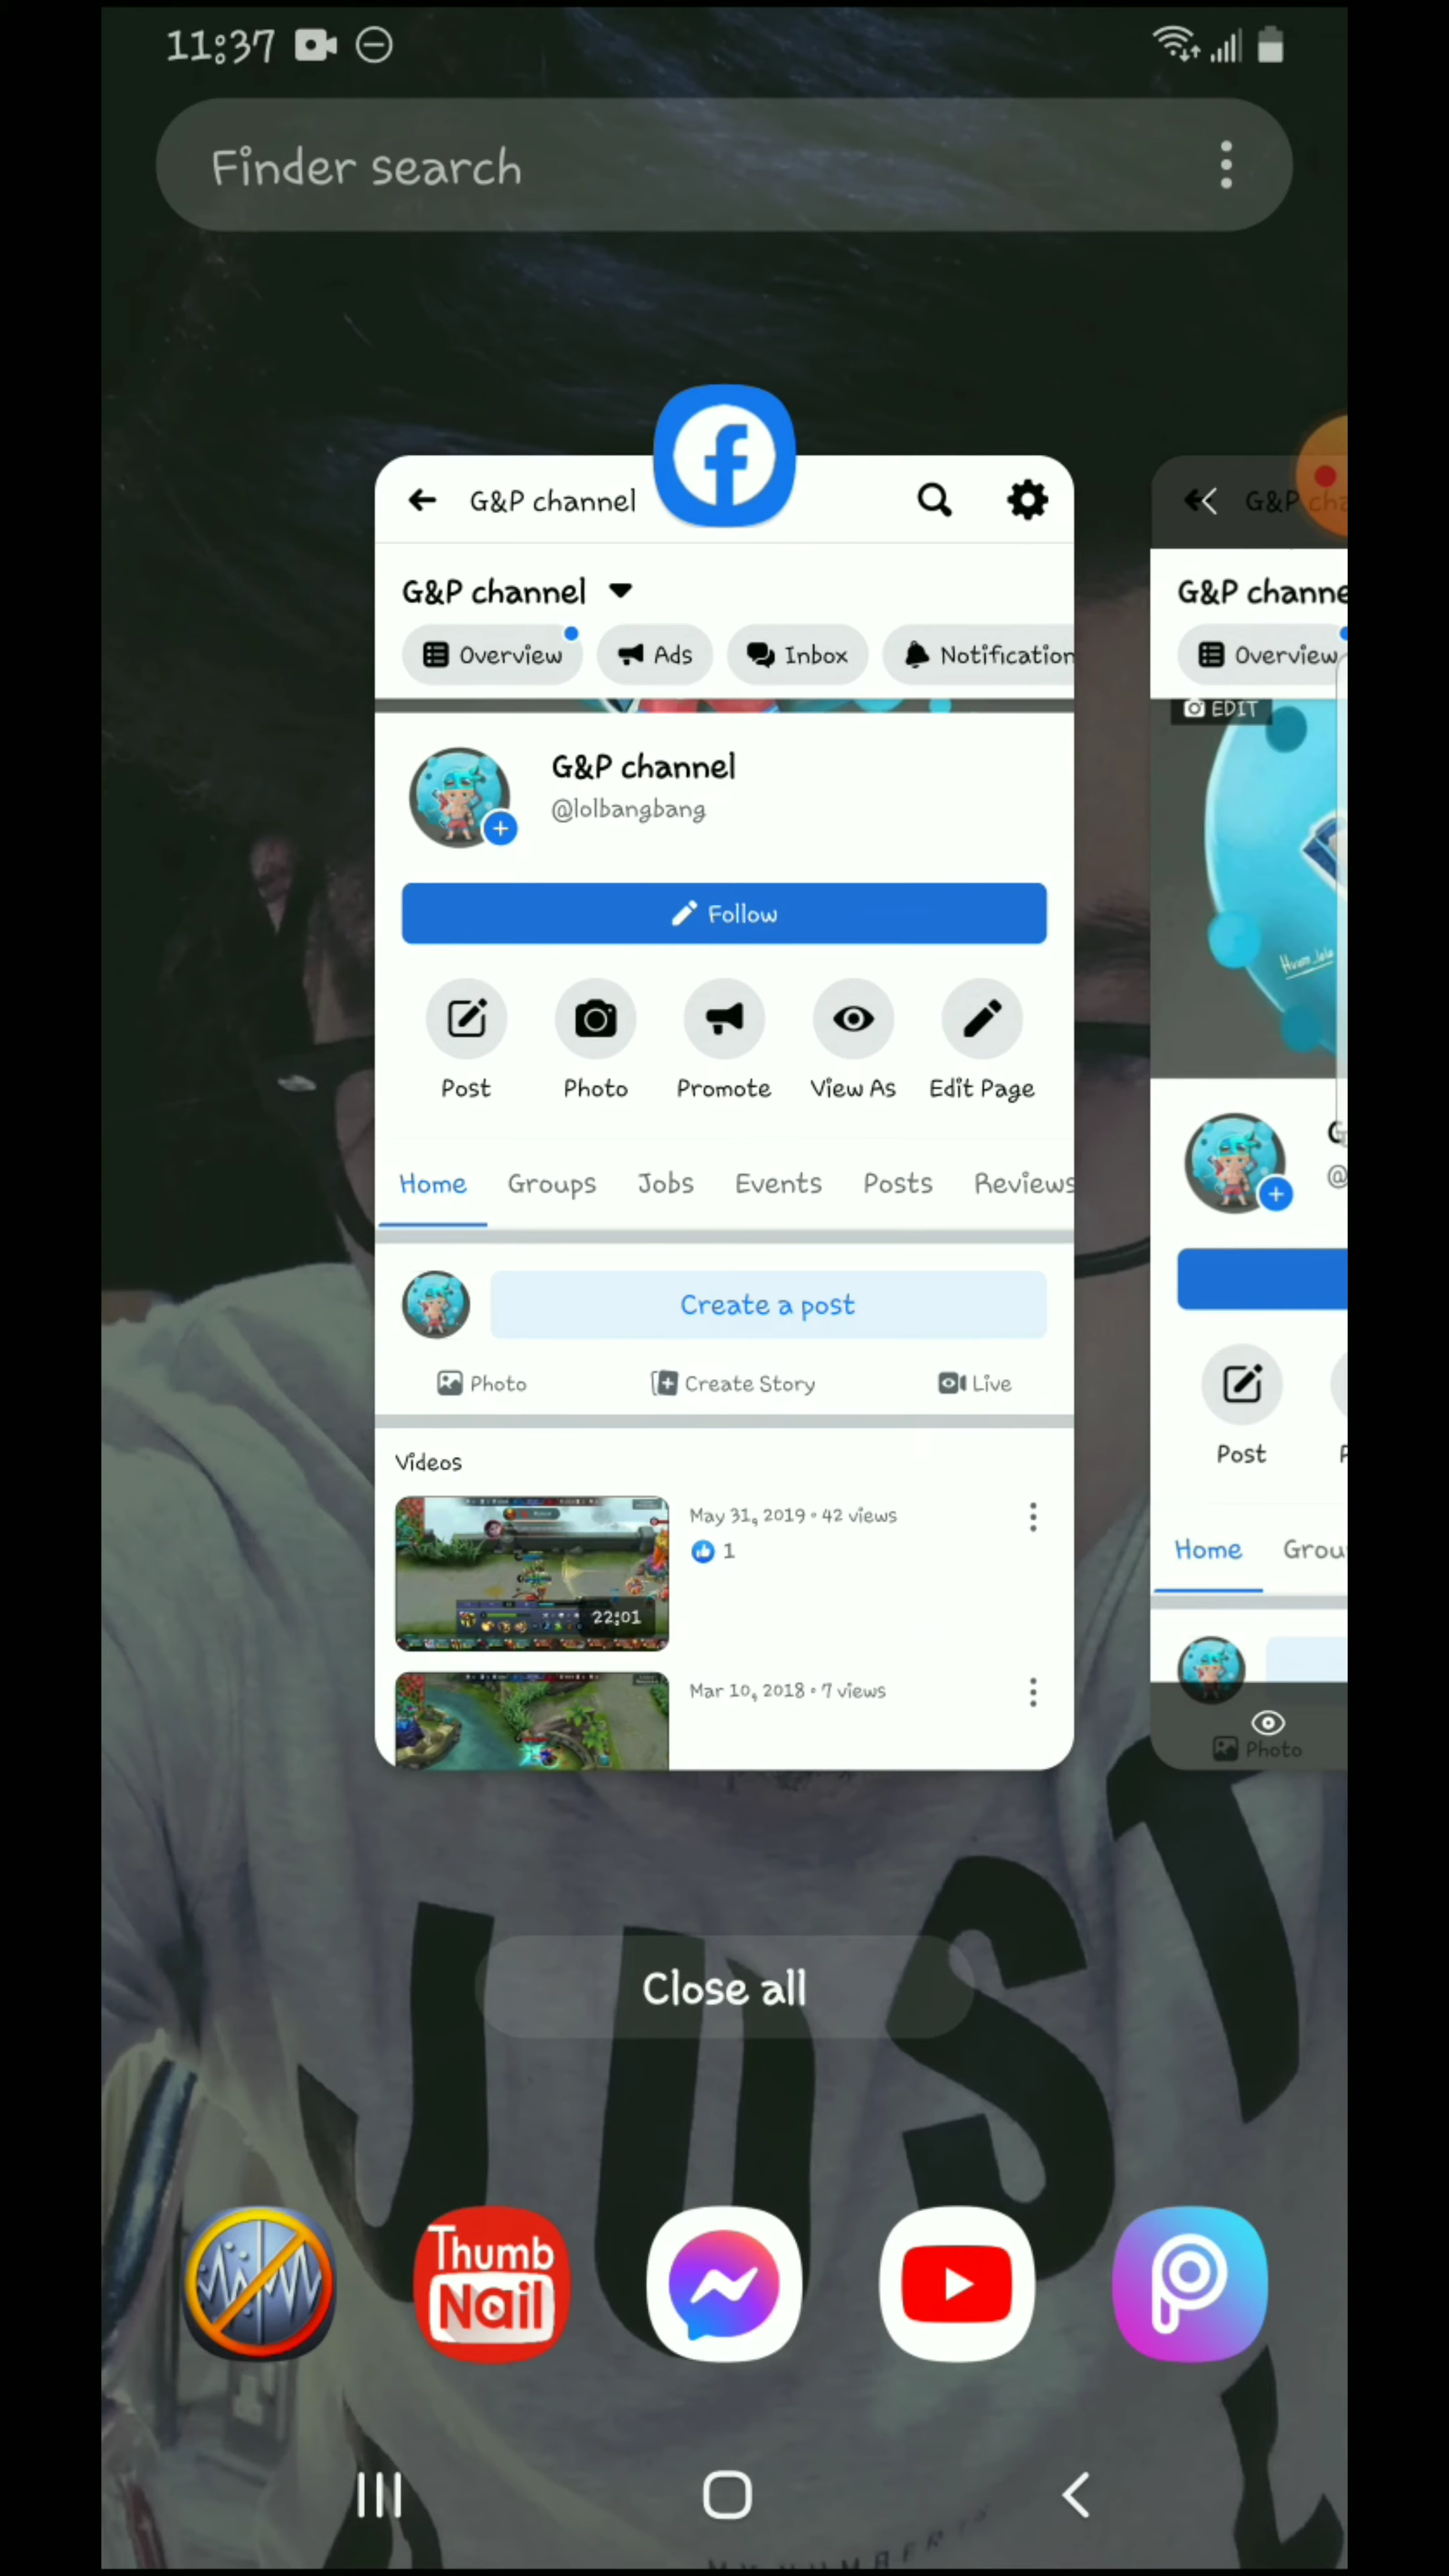 11:37
Finder search
G&P channel
G&P channel
Overview
Ads
Inbox
Notification
G&P channel
@lolbangbang
Follow
Post
Photo
Promote
View As
Edit Page
Home
Groups
Jobs
Events
Posts
Reviews
Create a post
Photo
Create Story
Live
Videos
May 31, 2019 • 42 views
1
22:01
Mar 10, 2018 • 7 views
G&P
G&P channe
Overview
EDIT
Post
Home
Grou
Photo
JUST
Close all
Thumb
Nail